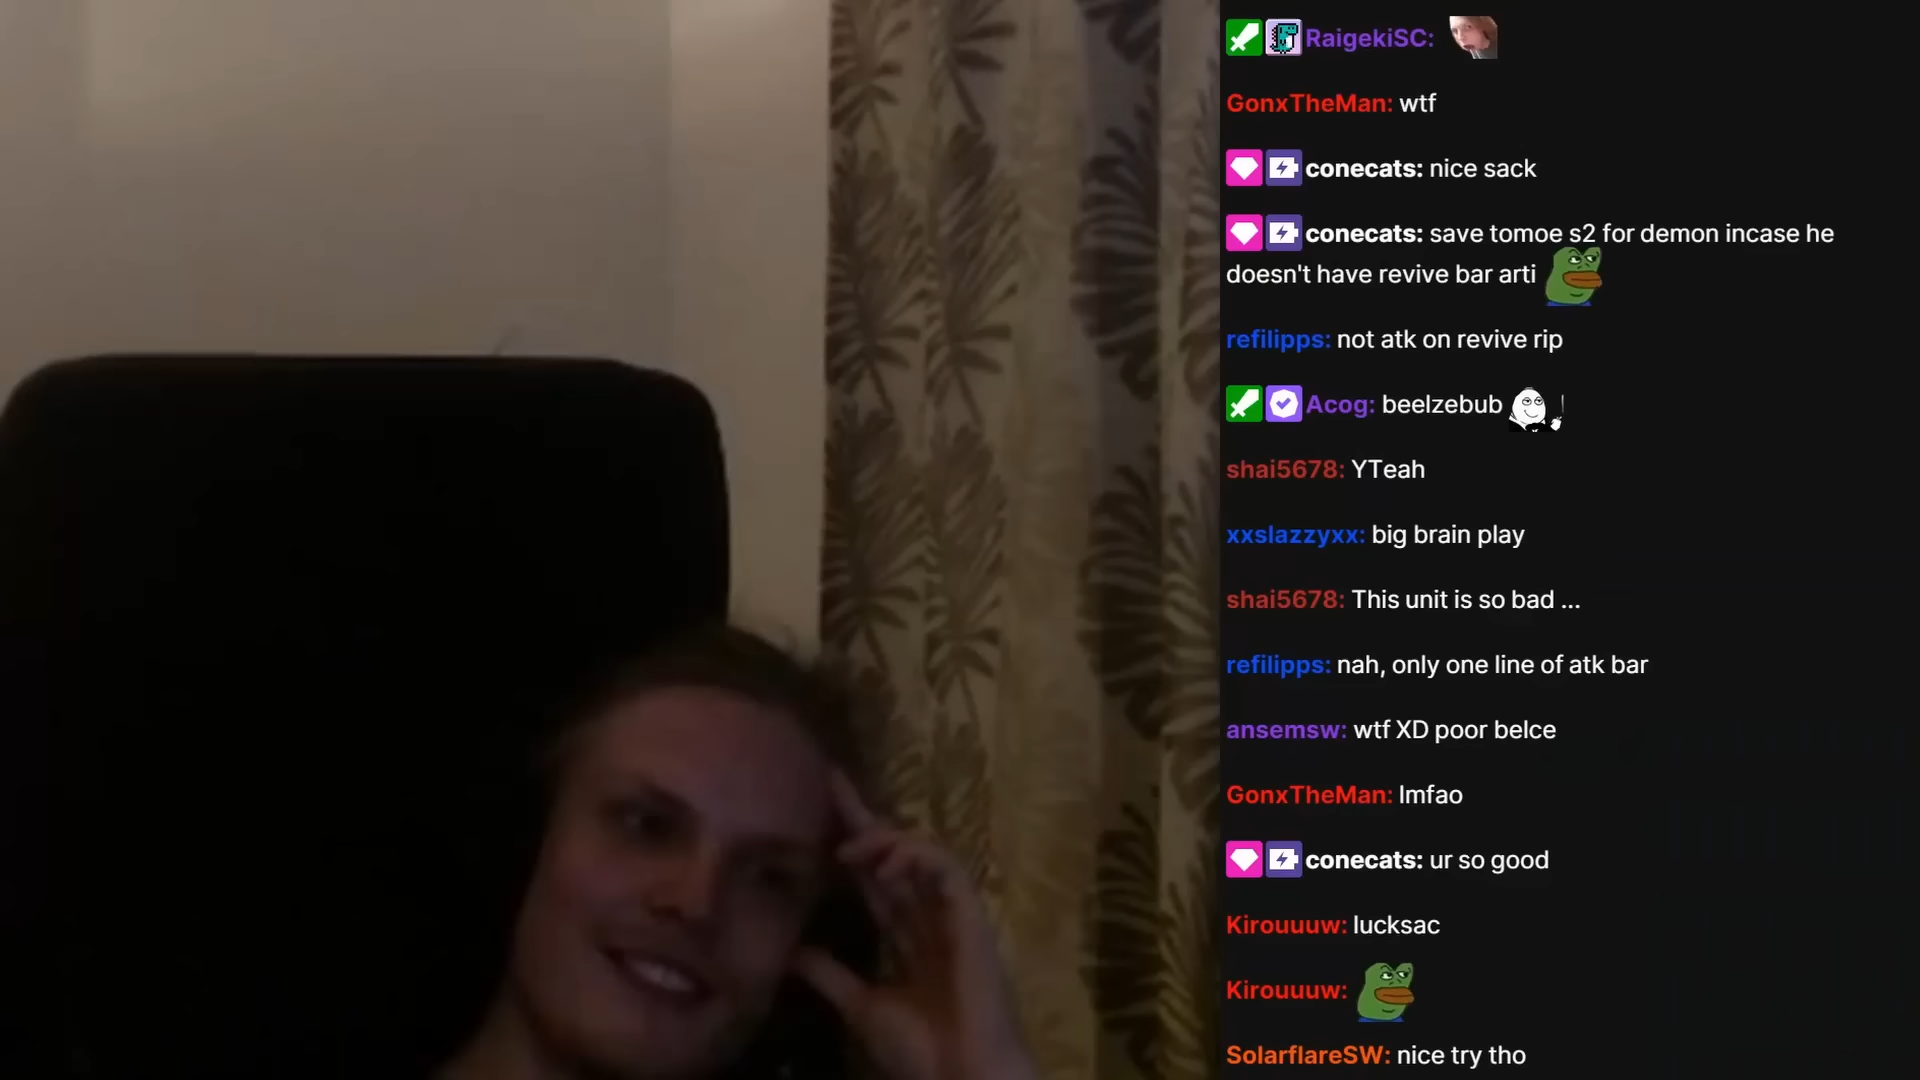 RaigekiSC:
GonxTheMan: wtf
conecats: nice sack
conecats: save tomoe s2 for demon incase he
doesn't have revive bar arti
refilipps: not atk on revive rip
Acog: beelzebub
shai5678: YTeah
xxslazzyxx: big brain play
shai5678: This unit is so bad ...
refilipps: nah, only one line of atk bar
ansemsw: wtf XD poor belce
GonxTheMan: lmfao
conecats: ur so good
Kirouuuw: lucksac
Kirouuuw:
SolarflareSW: nice try tho